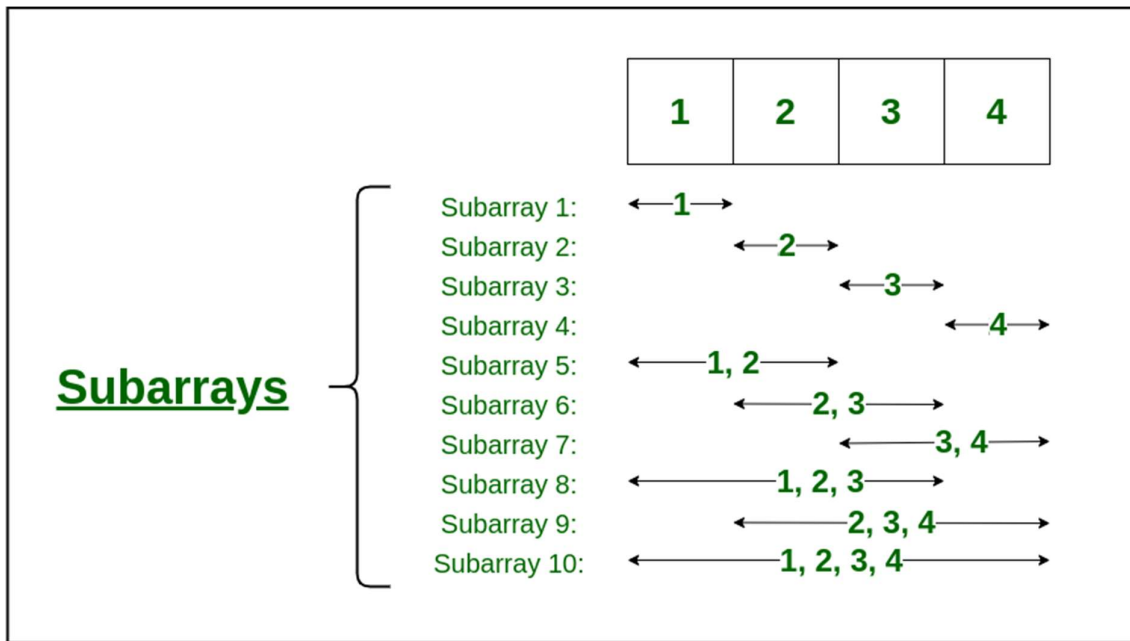 1 2 3 4
Subarrays
Subarray 1: 1
Subarray 2: 2
Subarray 3: 3
Subarray 4: 4
Subarray 5: 1, 2
Subarray 6: 2, 3
Subarray 7: 3, 4
Subarray 8: 1, 2, 3
Subarray 9: 2, 3, 4
Subarray 10: 1, 2, 3, 4